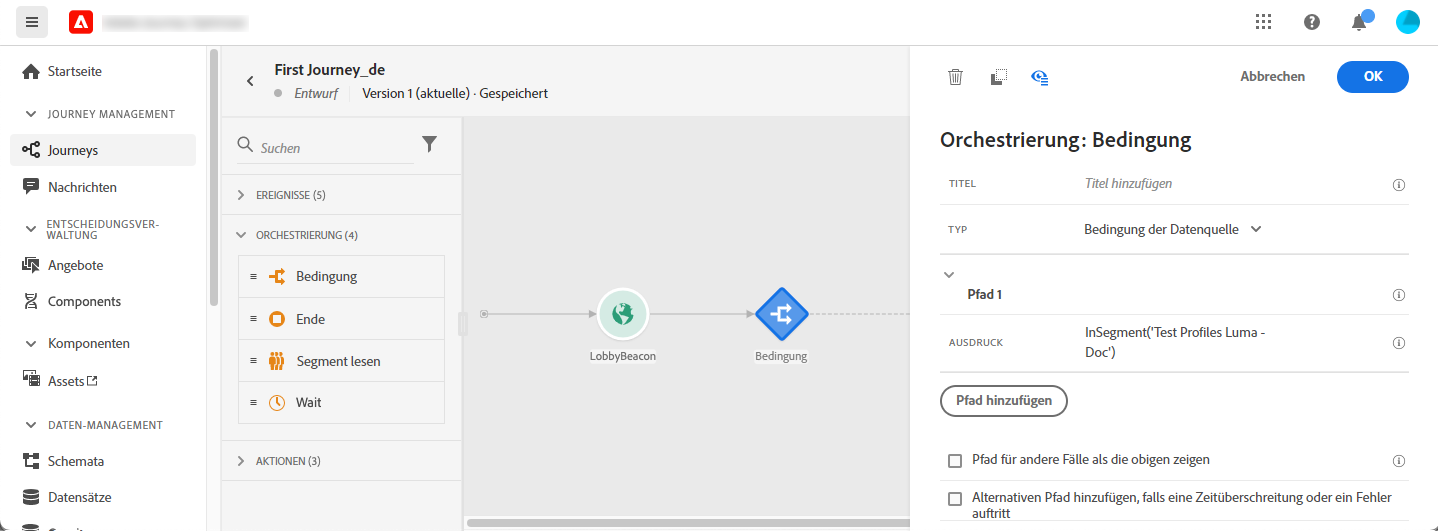 Startseite
JOURNEY MANAGEMENT
Journeys
Nachrichten
ENTSCHEIDUNGSVER-
WALTUNG
Angebote
Components
Komponenten
Assets
DATEN-MANAGEMENT
Schemata
Datensätze
First Journey_de
Entwurf
Version 1 (aktuelle) · Gespeichert
Suchen
EREIGNISSE (5)
ORCHESTRIERUNG (4)
Bedingung
Ende
Segment lesen
Wait
AKTIONEN (3)
LobbyBeacon
Bedingung
Abbrechen
OK
Orchestrierung: Bedingung
TITEL
Titel hinzufügen
TYP
Bedingung der Datenquelle
Pfad 1
AUSDRUCK
InSegment('Test Profiles Luma -
Doc')
Pfad hinzufügen
Pfad für andere Fälle als die obigen zeigen
Alternativen Pfad hinzufügen, falls eine Zeitüberschreitung oder ein Fehler
auftritt